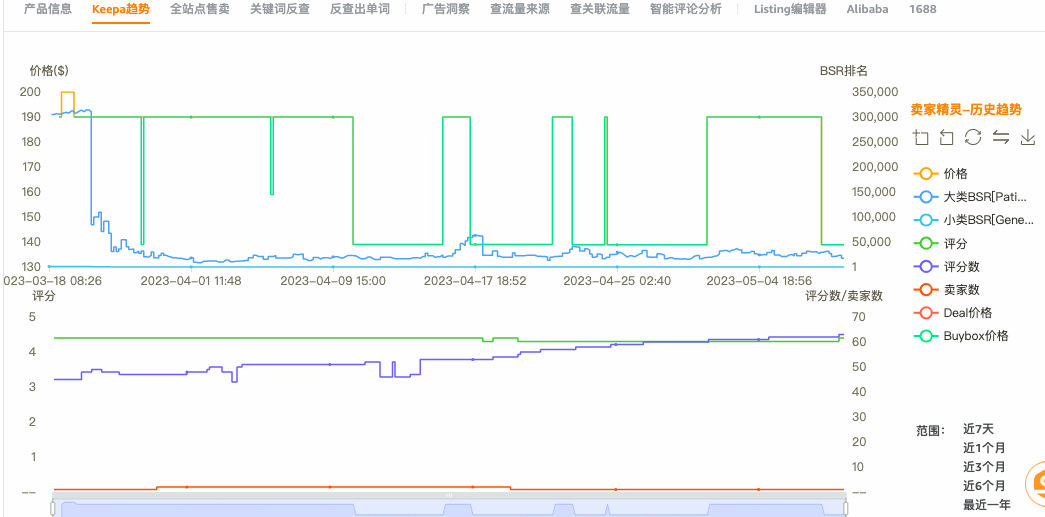 产品信息 Keepa趋势 全站点售卖 关键词反查 反查出单词 广告洞察 查流量来源 查关联流量 智能评论分析 Listing编辑器 Alibaba 1688
价格($) BSR排名
200 350,000
190 300,000
180 250,000
170 200,000
160 150,000
150 100,000
140 50,000
130 1
023-03-18 08:26 2023-04-01 11:48 2023-04-09 15:00 2023-04-17 18:52 2023-04-25 02:40 2023-05-04 18:56
评分 评分数/卖家数
5 70
4 60
3 50
2 40
1 30
20
10
-- --
卖家精灵-历史趋势
价格
大类BSR[Pati...
小类BSR[Gene...
评分
评分数
卖家数
Deal价格
Buybox价格
范围: 近7天
近1个月
近3个月
近6个月
最近一年